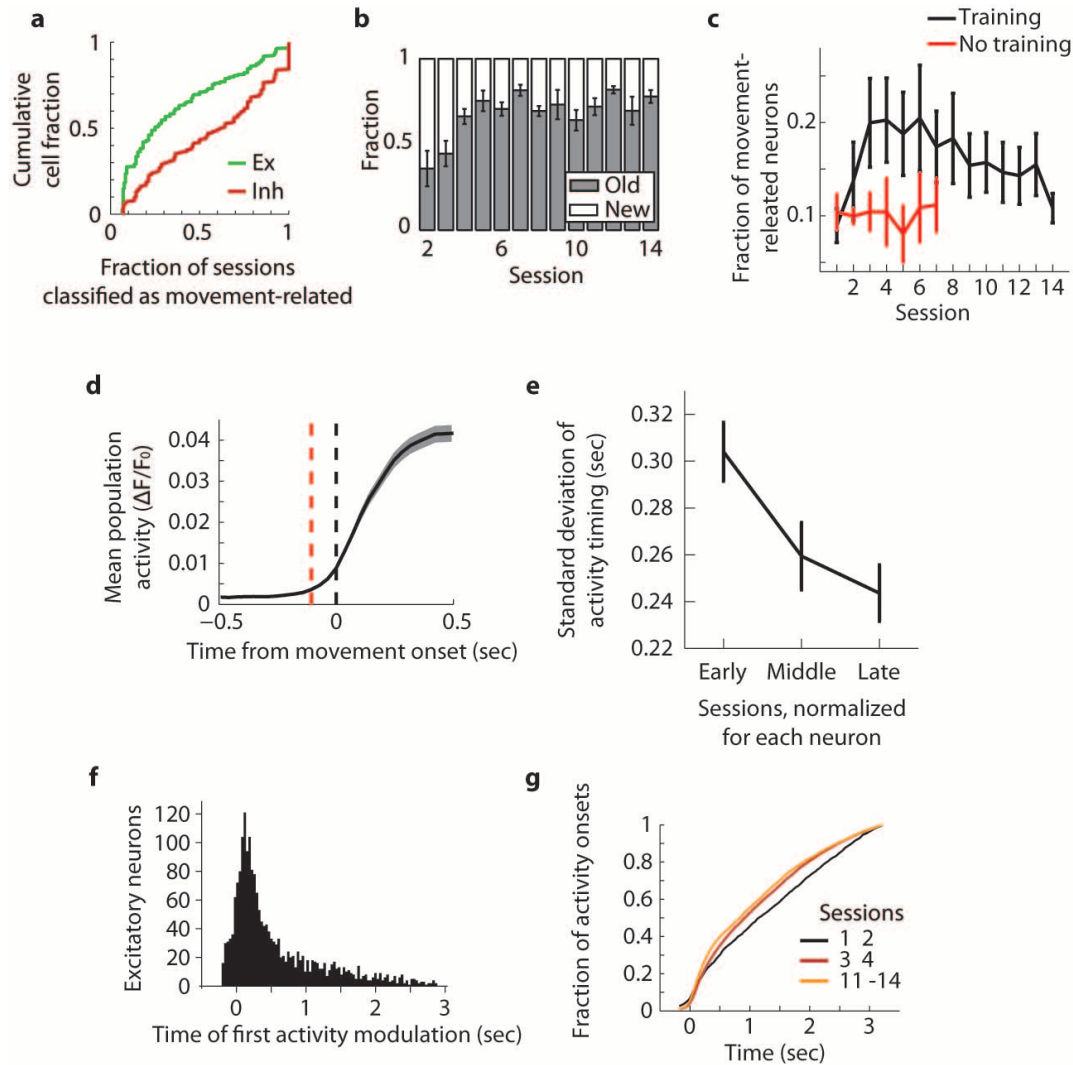 a
1
0.5
0
Cumulative
cell fraction
Ex
Inh
0
0.5
1
Fraction of sessions
classified as movement-related
b
1
0.5
0
Fraction
Old
New
2
6
10
14
Session
c
Training
No training
0.2
0.1
Fraction of movement-
releated neurons
2 4 6 8 10 12 14
Session
d
0.04
0.03
0.02
0.01
0
Mean population
activity (ΔF/F₀)
−0.5
0
0.5
Time from movement onset (sec)
e
0.32
0.30
0.28
0.26
0.24
0.22
Standard deviation of
activity timing (sec)
Early Middle Late
Sessions, normalized
for each neuron
f
120
100
80
60
40
20
0
Excitatory neurons
0 1 2 3
Time of first activity modulation (sec)
g
1
0.8
0.6
0.4
0.2
0
Fraction of activity onsets
Sessions
1 2
3 4
11 -14
0 1 2 3
Time (sec)